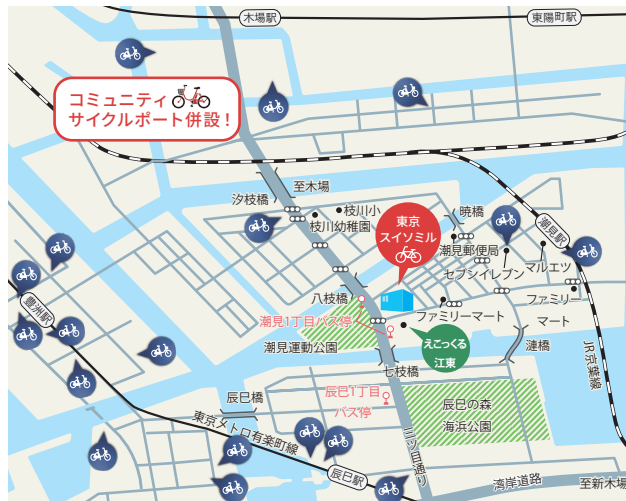 木場駅
東陽町駅
コミュニティ
サイクルポート併設!
至木場
汐枝橋
枝川小
枝川幼稚園
東京
スイソミル
暁橋
潮見郵便局
潮見駅
セブンイレブン
マルエツ
八枝橋
ファミリー
マート
ファミリーマート
豊洲駅
潮見1丁目バス停
潮見運動公園
えこっくる
江東
漣橋
七枝橋
JR京葉線
辰巳1丁目
バス停
辰巳橋
辰巳の森
海浜公園
東京メトロ有楽町線
三ツ目通り
辰巳駅
湾岸道路
至新木場